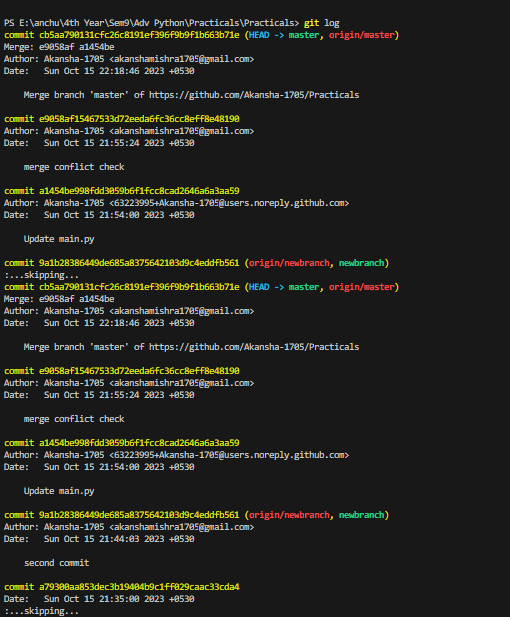 PS E:\anchu\4th Year\Sem9\Adv Python\Practicals\Practicals> git log
commit cb5aa790131cfc26c8191ef396f9b9f1b663b71e (HEAD -> master, origin/master)
Merge: e9058af a1454be
Author: Akansha-1705 <akanshamishra1705@gmail.com>
Date:   Sun Oct 15 22:18:46 2023 +0530
    Merge branch 'master' of https://github.com/Akansha-1705/Practicals
commit e9058af15467533d72eeda6fc36cc8eff8e48190
Author: Akansha-1705 <akanshamishra1705@gmail.com>
Date:   Sun Oct 15 21:55:24 2023 +0530
    merge conflict check
commit a1454be998fdd3059b6f1fcc8cad2646a6a3aa59
Author: Akansha-1705 <63223995+Akansha-1705@users.noreply.github.com>
Date:   Sun Oct 15 21:54:00 2023 +0530
    Update main.py
commit 9a1b28386449de685a8375642103d9c4eddfb561 (origin/newbranch, newbranch)
:...skipping...
commit cb5aa790131cfc26c8191ef396f9b9f1b663b71e (HEAD -> master, origin/master)
Merge: e9058af a1454be
Author: Akansha-1705 <akanshamishra1705@gmail.com>
Date:   Sun Oct 15 22:18:46 2023 +0530
    Merge branch 'master' of https://github.com/Akansha-1705/Practicals
commit e9058af15467533d72eeda6fc36cc8eff8e48190
Author: Akansha-1705 <akanshamishra1705@gmail.com>
Date:   Sun Oct 15 21:55:24 2023 +0530
    merge conflict check
commit a1454be998fdd3059b6f1fcc8cad2646a6a3aa59
Author: Akansha-1705 <63223995+Akansha-1705@users.noreply.github.com>
Date:   Sun Oct 15 21:54:00 2023 +0530
    Update main.py
commit 9a1b28386449de685a8375642103d9c4eddfb561 (origin/newbranch, newbranch)
Author: Akansha-1705 <akanshamishra1705@gmail.com>
Date:   Sun Oct 15 21:44:03 2023 +0530
    second commit
commit a79300aa853dec3b19404b9c1ff029caac33cda4
Date:   Sun Oct 15 21:35:00 2023 +0530
:...skipping...